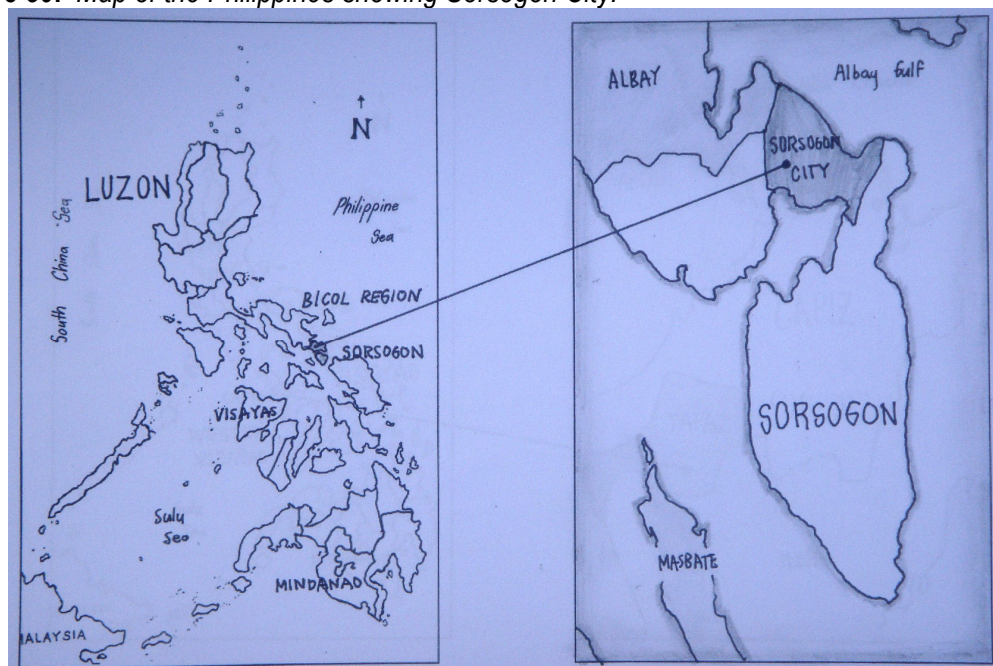 Map of the Philippines showing Sorsogon City.
N
LUZON
South China Sea
Philippine
Sea
BICOL REGION
SORSOGON
VISAYAS
Sulu
Sea
MINDANAO
MALAYSIA
ALBAY
Albay Gulf
SORSOGON
CITY
SORSOGON
MASBATE